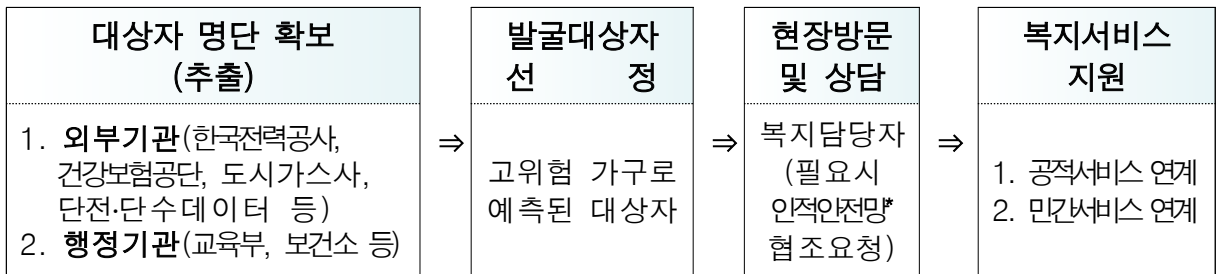 대상자 명단 확보
(추출)
1. 외부기관(한국전력공사,
건강보험공단, 도시가스사,
단전·단수데이터 등)
2. 행정기관(교육부, 보건소 등)
⇒
발굴대상자
선 정
고위험 가구로
예측된 대상자
⇒
현장방문
및 상담
복지담당자
(필요시
인적안전망*
협조요청)
⇒
복지서비스
지원
1. 공적서비스 연계
2. 민간서비스 연계